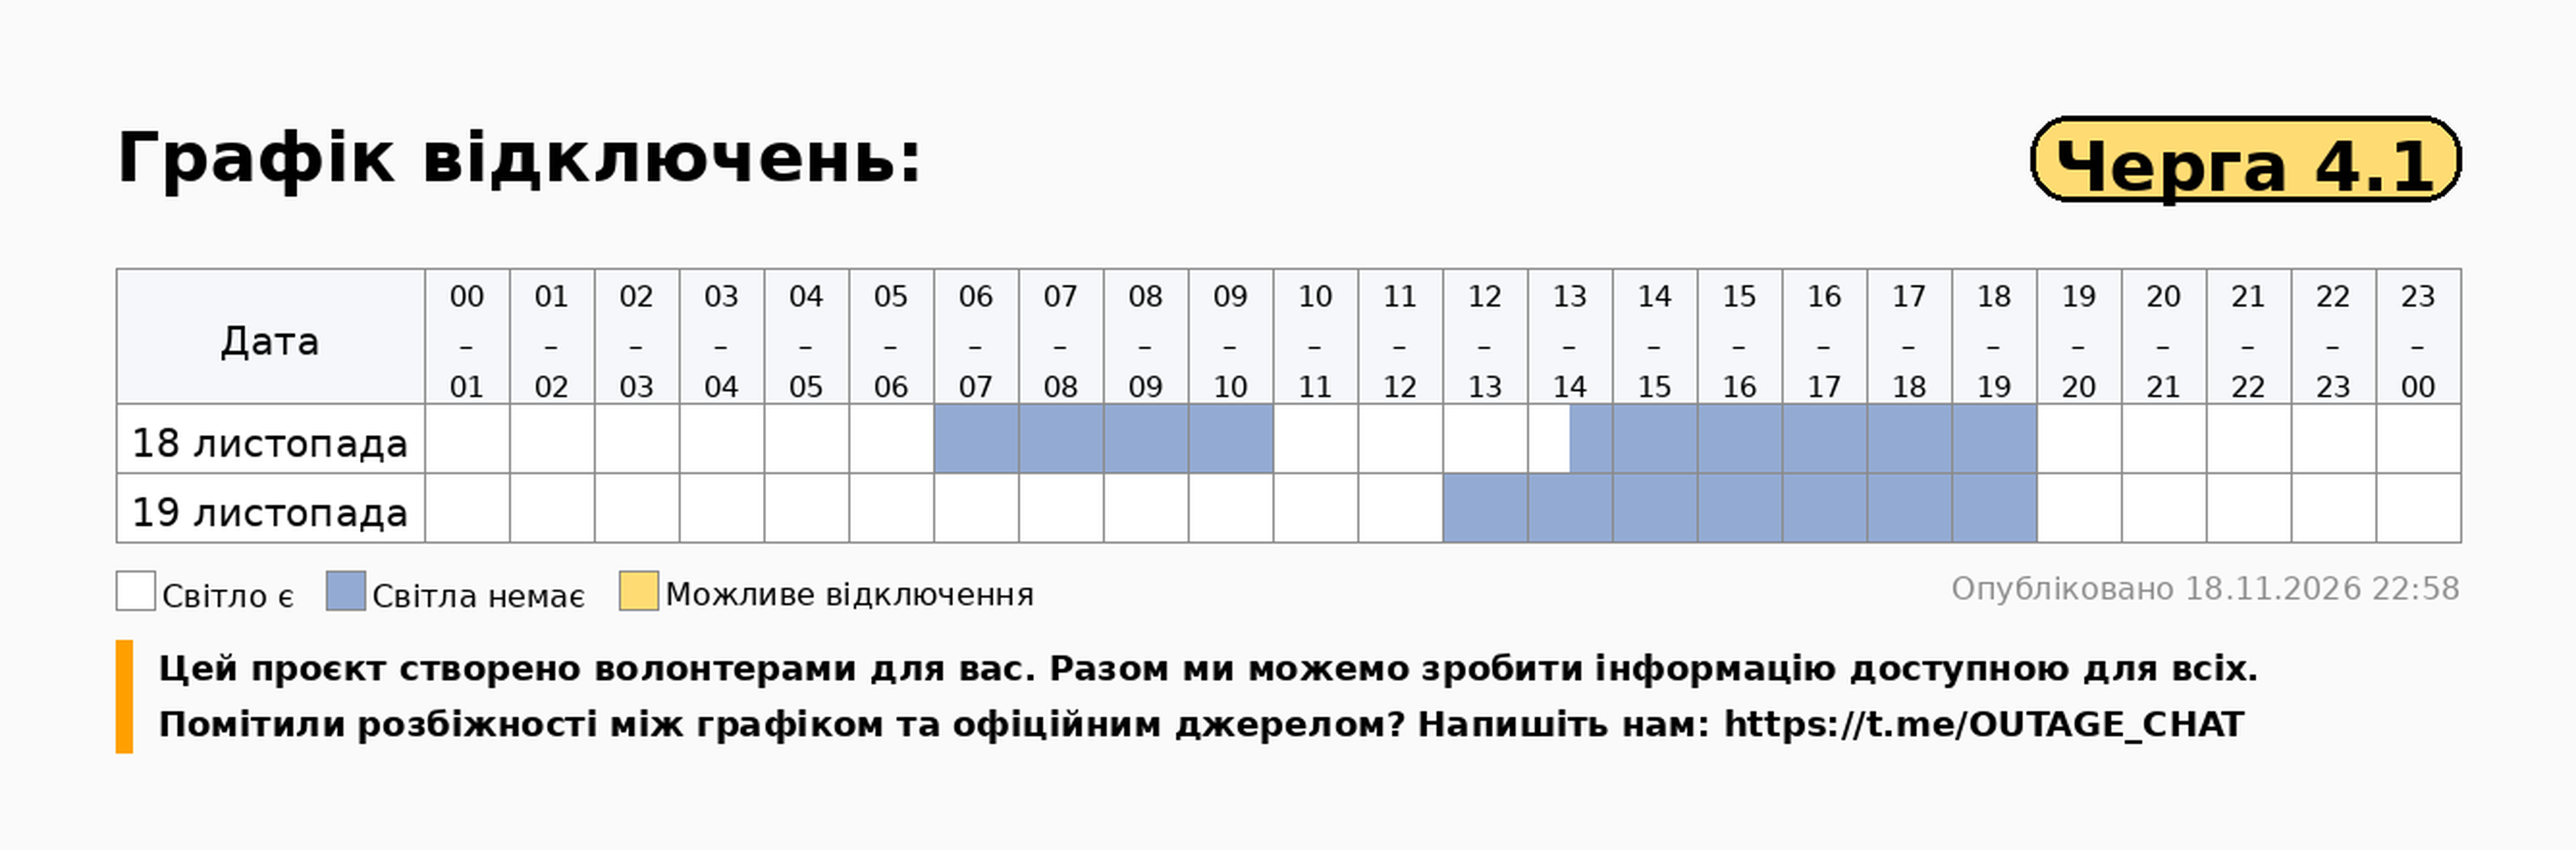 Графік відключень:
Черга 4.1
Дата
00 – 01
01 – 02
02 – 03
03 – 04
04 – 05
05 – 06
06 – 07
07 – 08
08 – 09
09 – 10
10 – 11
11 – 12
12 – 13
13 – 14
14 – 15
15 – 16
16 – 17
17 – 18
18 – 19
19 – 20
20 – 21
21 – 22
22 – 23
23 – 00
18 листопада
19 листопада
Світло є
Світла немає
Можливе відключення
Опубліковано 18.11.2026 22:58
Цей проєкт створено волонтерами для вас. Разом ми можемо зробити інформацію доступною для всіх.
Помітили розбіжності між графіком та офіційним джерелом? Напишіть нам: https://t.me/OUTAGE_CHAT